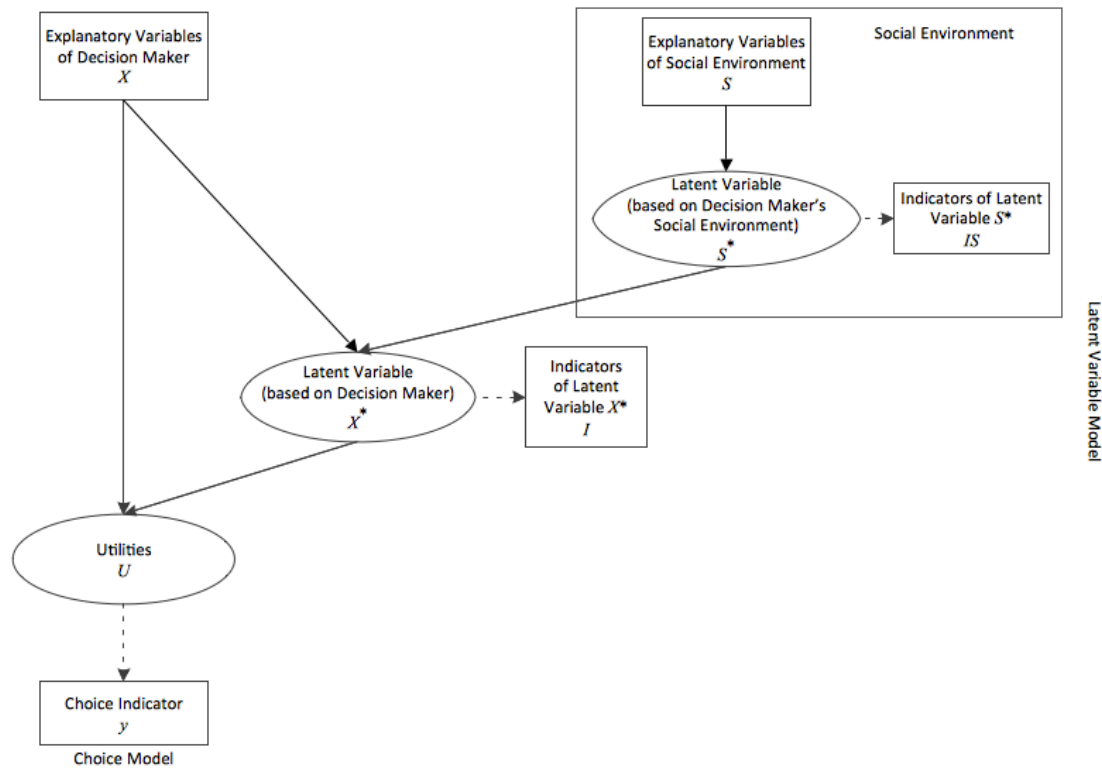 Explanatory Variables
of Decision Maker
X
Social Environment
Explanatory Variables
of Social Environment
S
Latent Variable
(based on Decision Maker's
Social Environment)
S*
Indicators of Latent
Variable S*
IS
Latent Variable
(based on Decision Maker)
X*
Indicators
of Latent
Variable X*
I
Latent Variable Model
Utilities
U
Choice Indicator
y
Choice Model